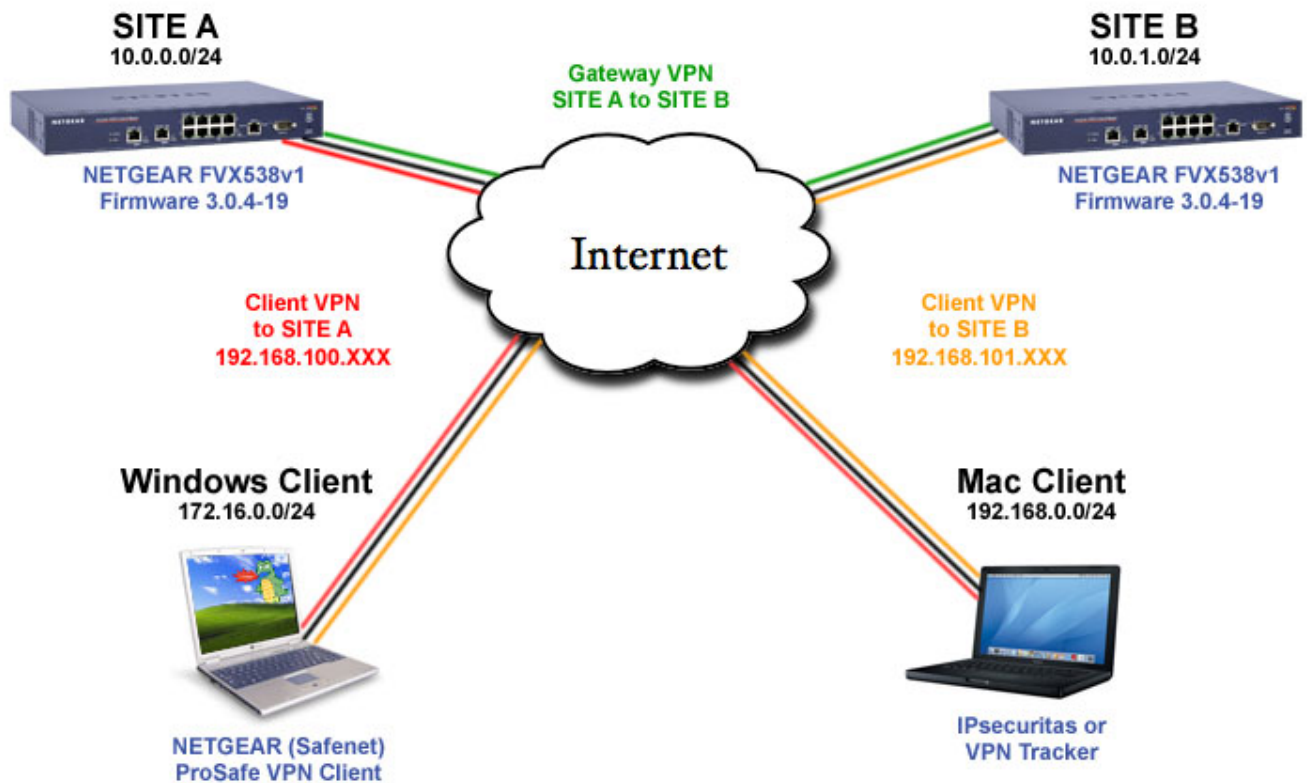 SITE A
10.0.0.0/24
SITE B
10.0.1.0/24
Gateway VPN
SITE A to SITE B
NETGEAR
NETGEAR
NETGEAR FVX538v1
Firmware 3.0.4-19
NETGEAR FVX538v1
Firmware 3.0.4-19
Internet
Client VPN
to SITE A
192.168.100.XXX
Client VPN
to SITE B
192.168.101.XXX
Windows Client
172.16.0.0/24
Mac Client
192.168.0.0/24
NETGEAR (Safenet)
ProSafe VPN Client
IPsecuritas or
VPN Tracker